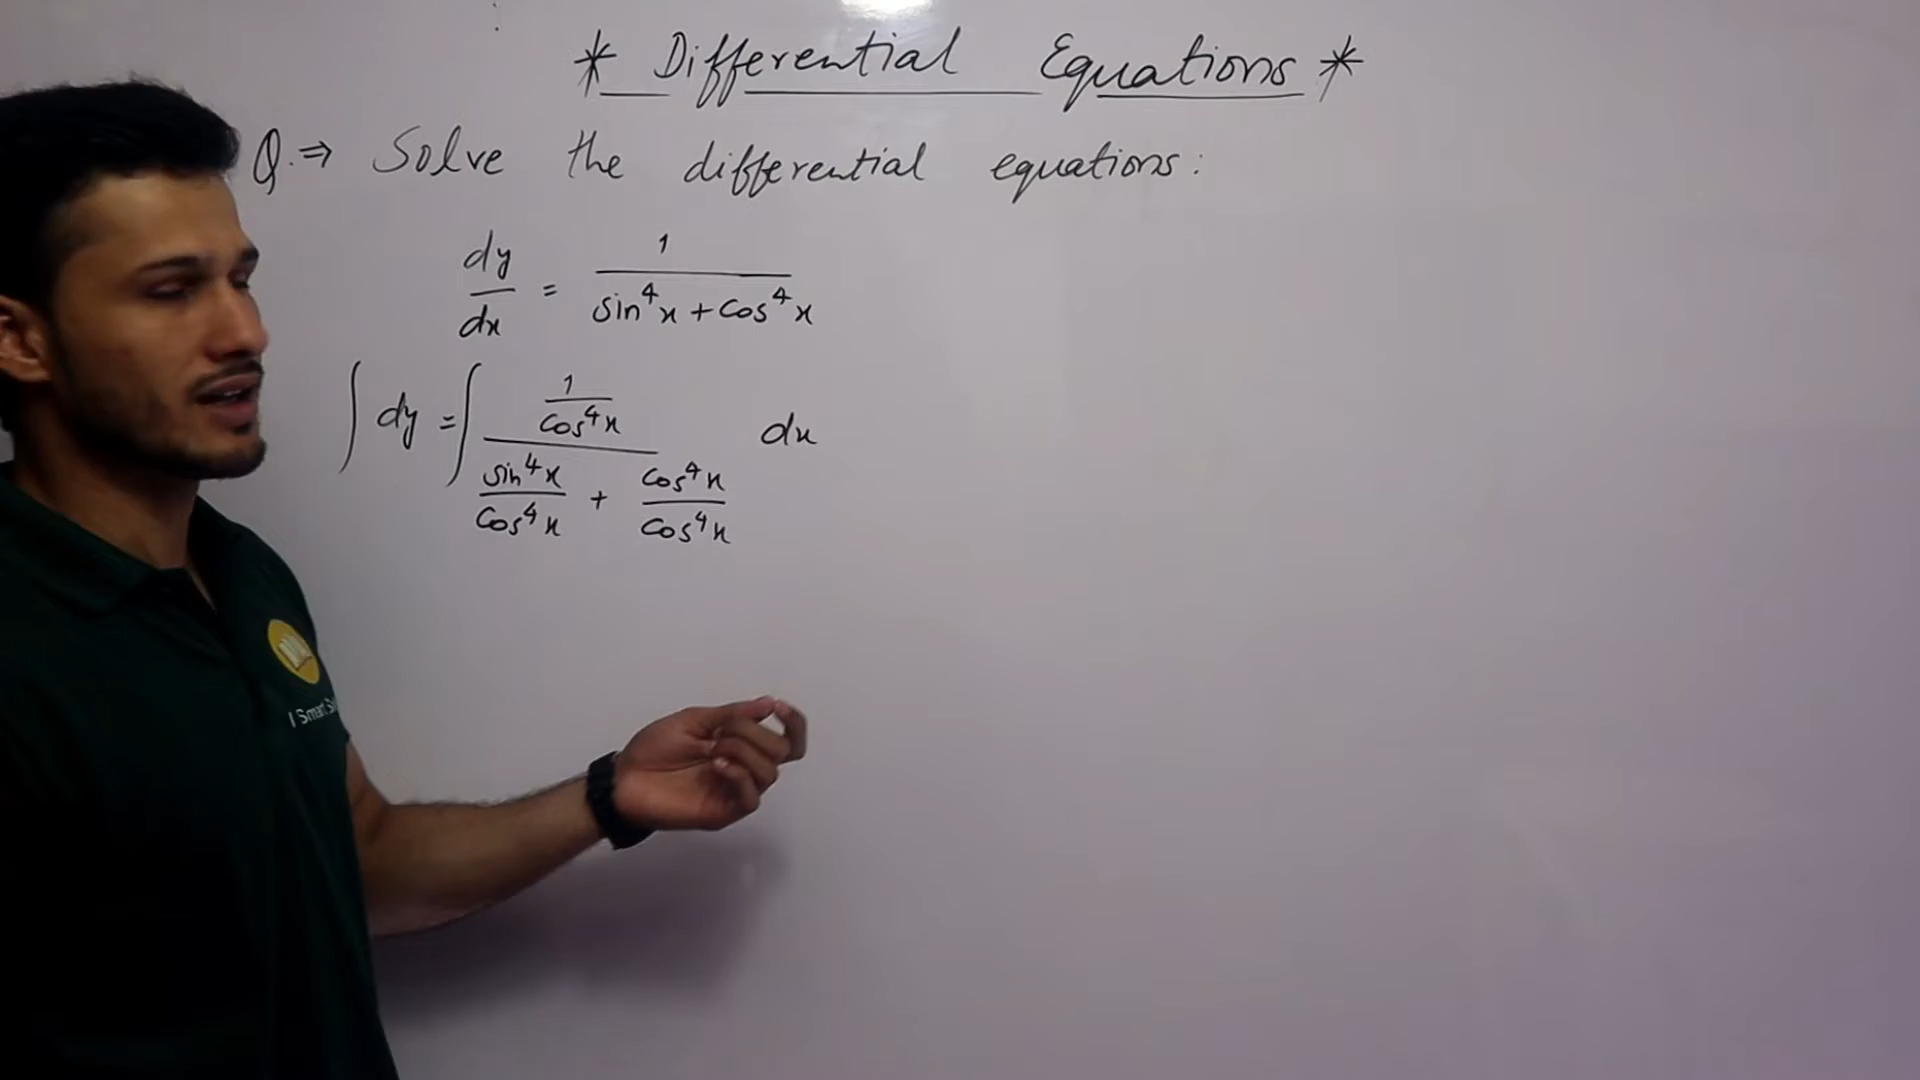 * Differential Equations *
Q.⇒ Solve the differential equations:
dy/dx = 1/(sin⁴x + cos⁴x)
∫ dy = ∫ (1/cos⁴x)/(sin⁴x/cos⁴x + cos⁴x/cos⁴x) dx
Smart